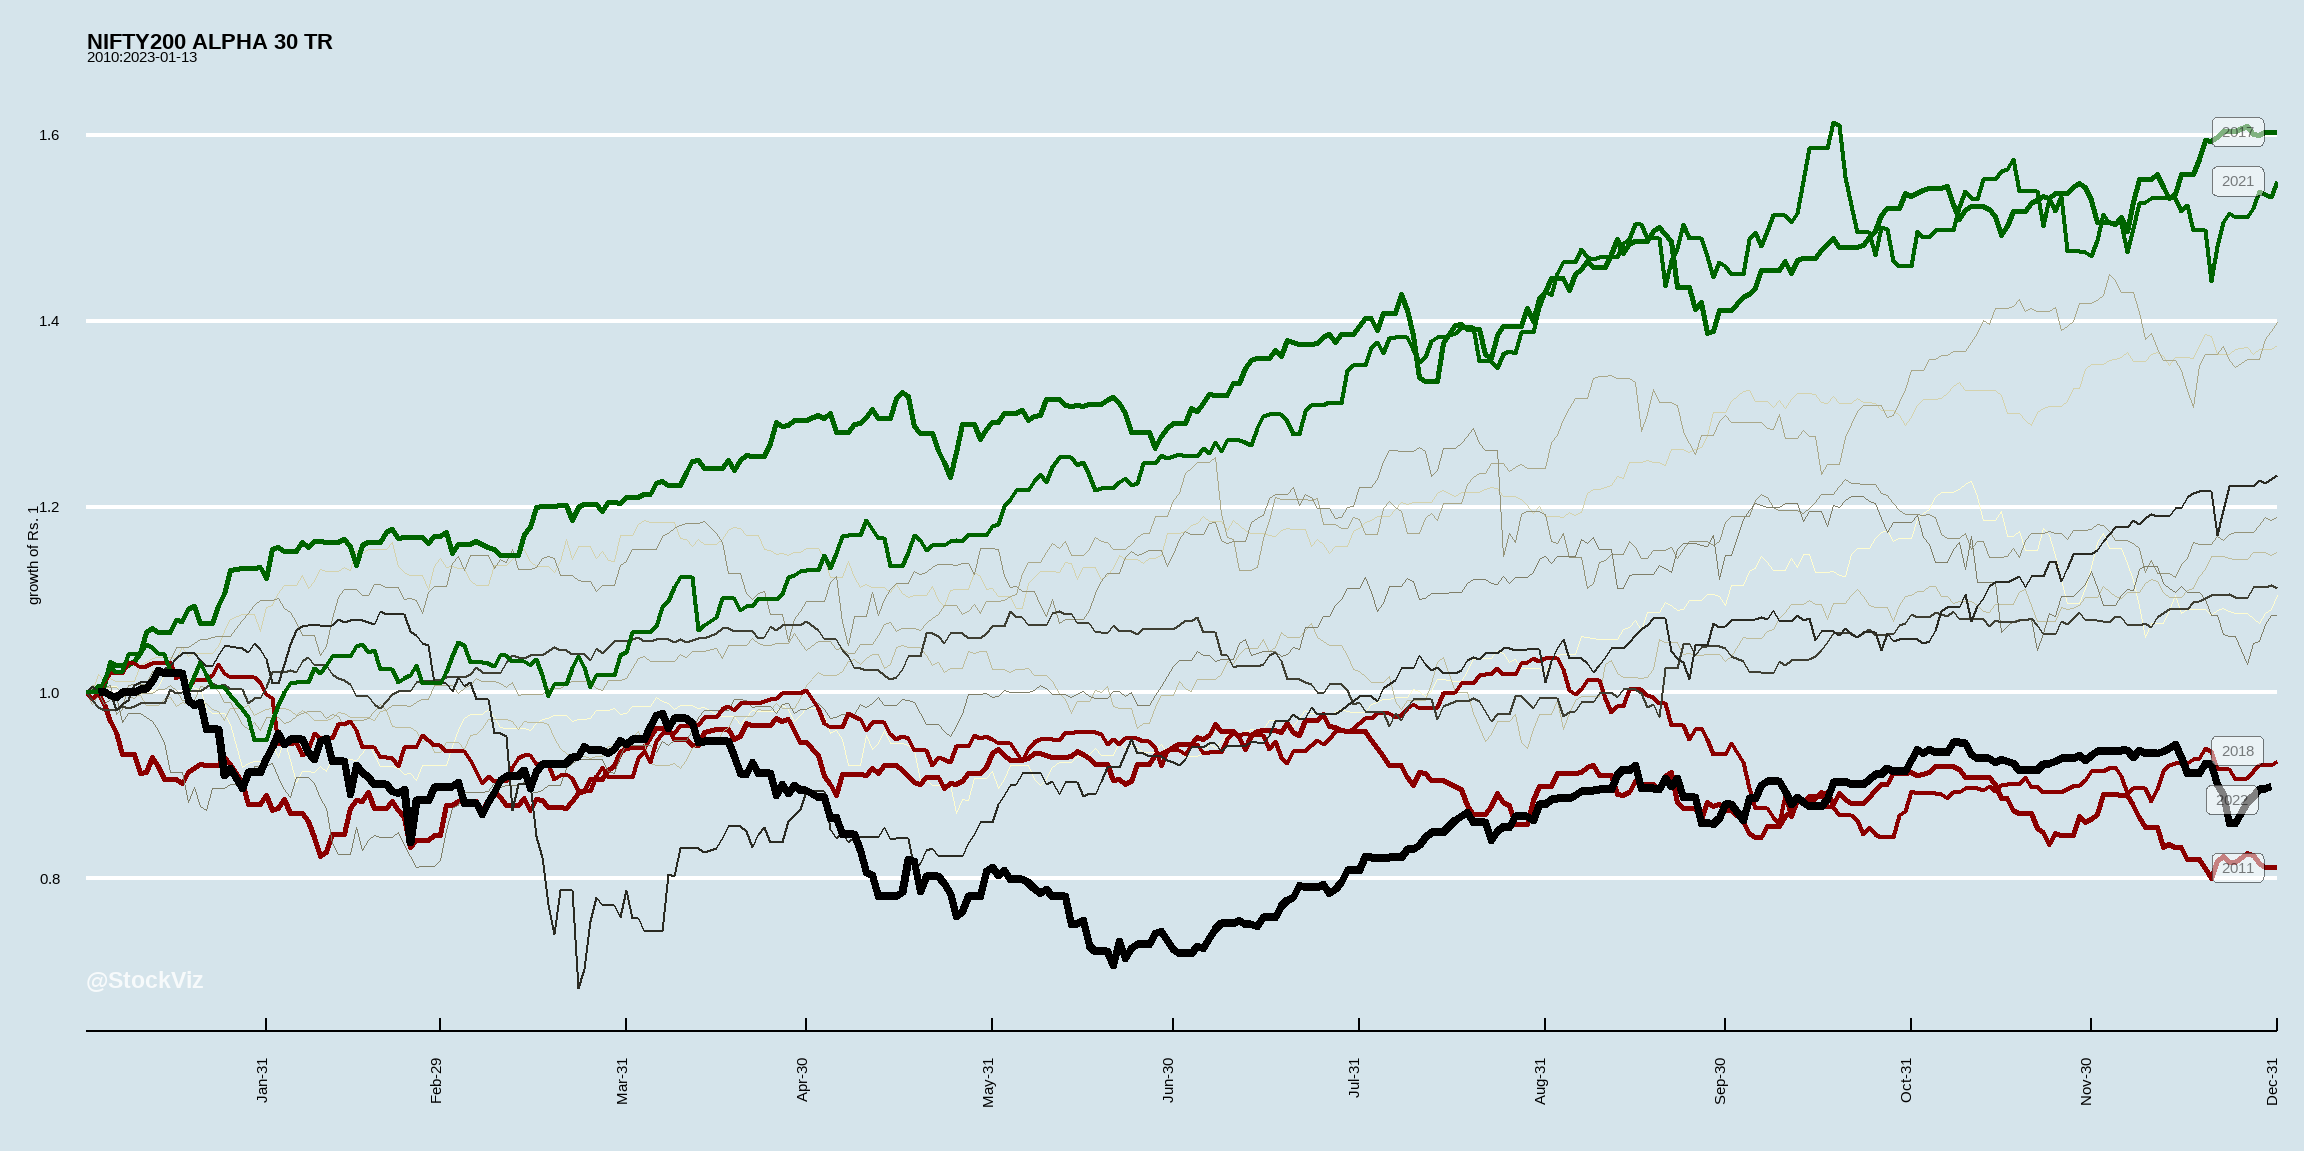 NIFTY200 ALPHA 30 TR
2010:2023-01-13
growth of Rs. 1
1.6
1.4
1.2
1.0
0.8
2017
2021
2018
2022
2011
@StockViz
Jan-31
Feb-29
Mar-31
Apr-30
May-31
Jun-30
Jul-31
Aug-31
Sep-30
Oct-31
Nov-30
Dec-31